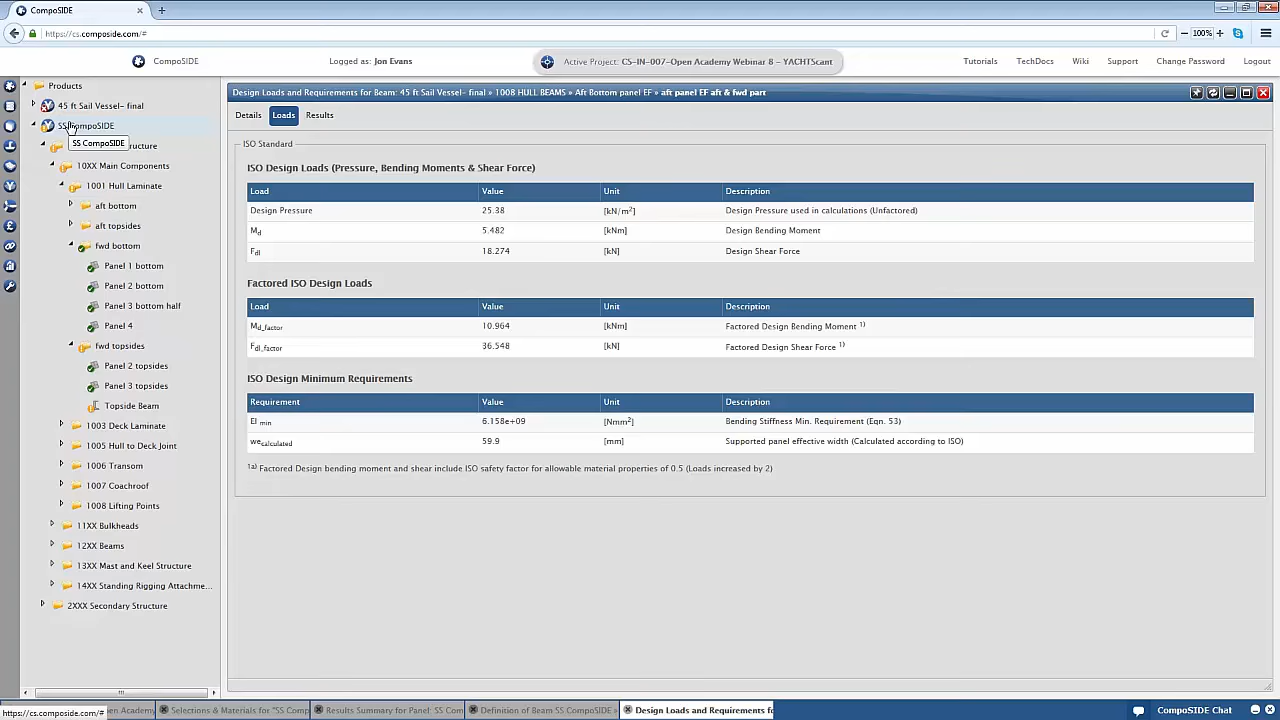 CompoSIDE
https://cs.composide.com/#
100%
CompoSIDE
Logged as: Jon Evans
Active Project: CS-IN-007-Open Academy Webinar 8 - YACHTScant
Tutorials TechDocs Wiki Support Change Password Logout
Products
45 ft Sail Vessel- final
SS CompoSIDE
SS CompoSIDE
ucture
10XX Main Components
1001 Hull Laminate
aft bottom
aft topsides
fwd bottom
Panel 1 bottom
Panel 2 bottom
Panel 3 bottom half
Panel 4
fwd topsides
Panel 2 topsides
Panel 3 topsides
Topside Beam
1003 Deck Laminate
1005 Hull to Deck Joint
1006 Transom
1007 Coachroof
1008 Lifting Points
11XX Bulkheads
12XX Beams
13XX Mast and Keel Structure
14XX Standing Rigging Attachme...
2XXX Secondary Structure
Design Loads and Requirements for Beam: 45 ft Sail Vessel- final » 1008 HULL BEAMS » Aft Bottom panel EF » aft panel EF aft & fwd part
Details Loads Results
ISO Standard
ISO Design Loads (Pressure, Bending Moments & Shear Force)
Load Value Unit Description
Design Pressure 25.38 [kN/m2] Design Pressure used in calculations (Unfactored)
Md 5.482 [kNm] Design Bending Moment
Fdl 18.274 [kN] Design Shear Force
Factored ISO Design Loads
Load Value Unit Description
Md_factor 10.964 [kNm] Factored Design Bending Moment 1)
Fdl_factor 36.548 [kN] Factored Design Shear Force 1)
ISO Design Minimum Requirements
Requirement Value Unit Description
EI min 6.158e+09 [Nmm2] Bending Stiffness Min. Requirement (Eqn. 53)
wecalculated 59.9 [mm] Supported panel effective width (Calculated according to ISO)
1a) Factored Design bending moment and shear include ISO safety factor for allowable material properties of 0.5 (Loads increased by 2)
https://cs.composide.com/#
en Academy
Selections & Materials for "SS Comp
Results Summary for Panel: SS Com
Definition of Beam SS CompoSIDE »
Design Loads and Requirements fo
CompoSIDE Chat